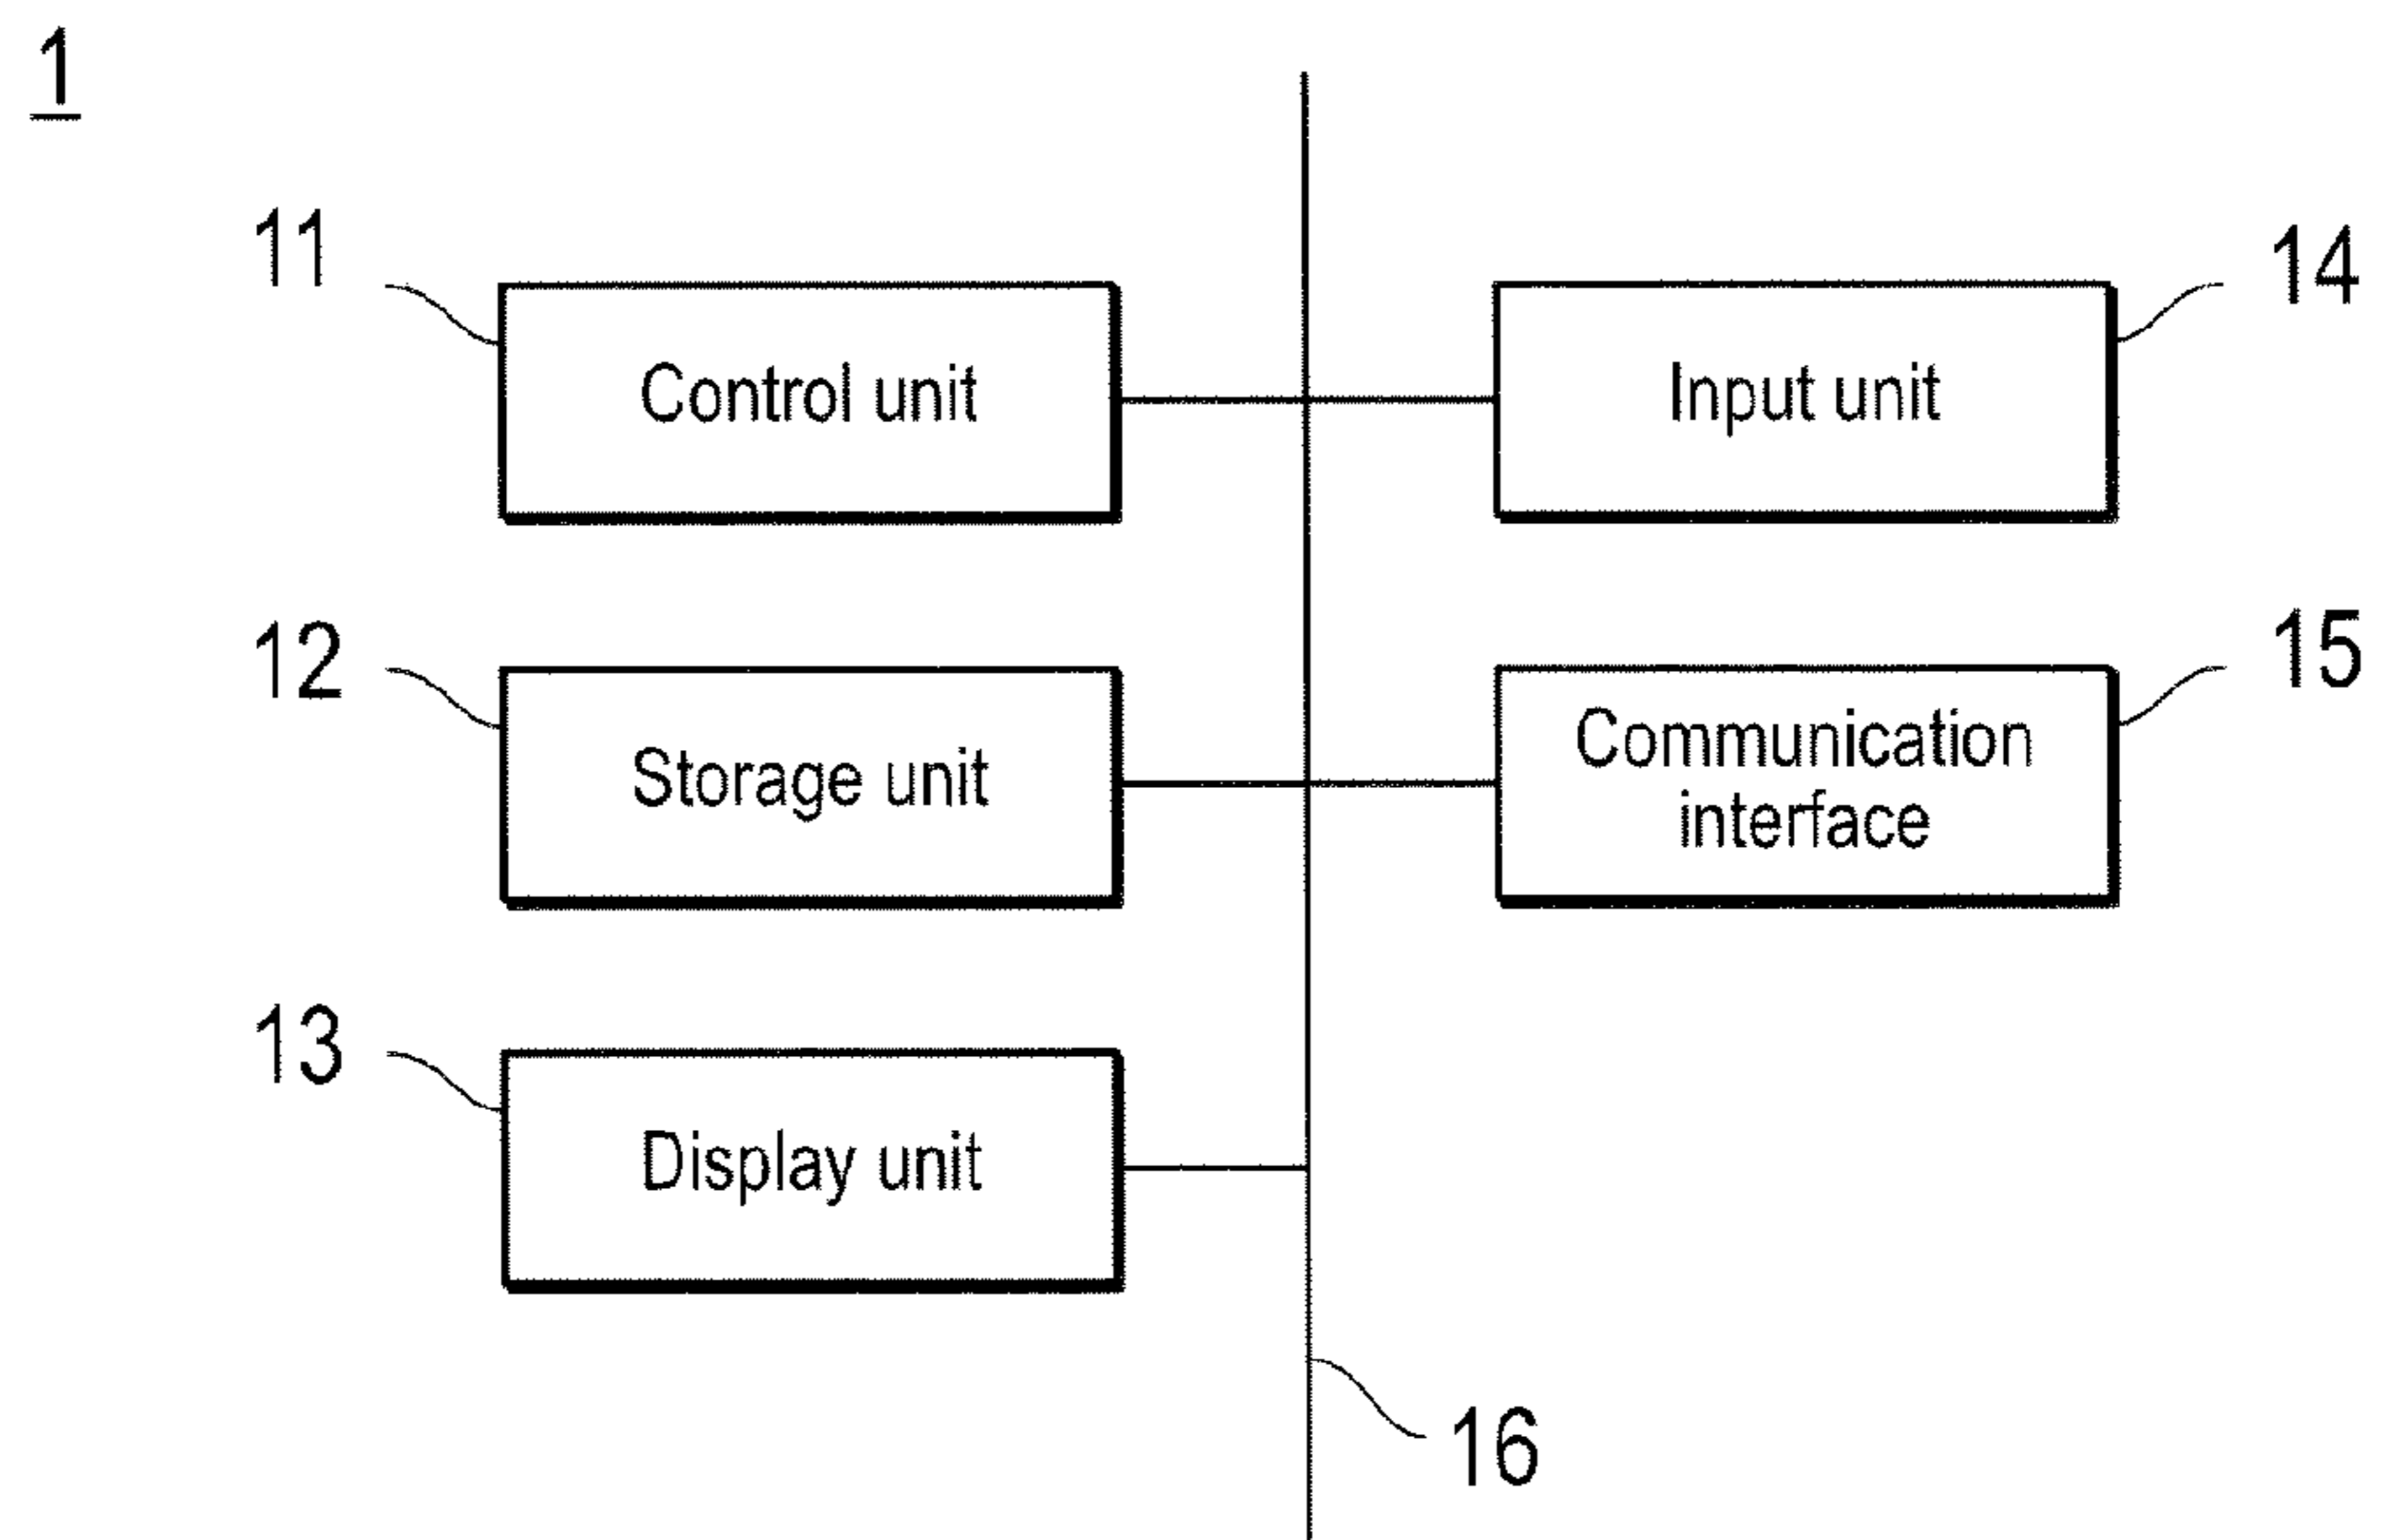 1
11
Control unit
14
Input unit
12
Storage unit
15
Communication
interface
13
Display unit
16